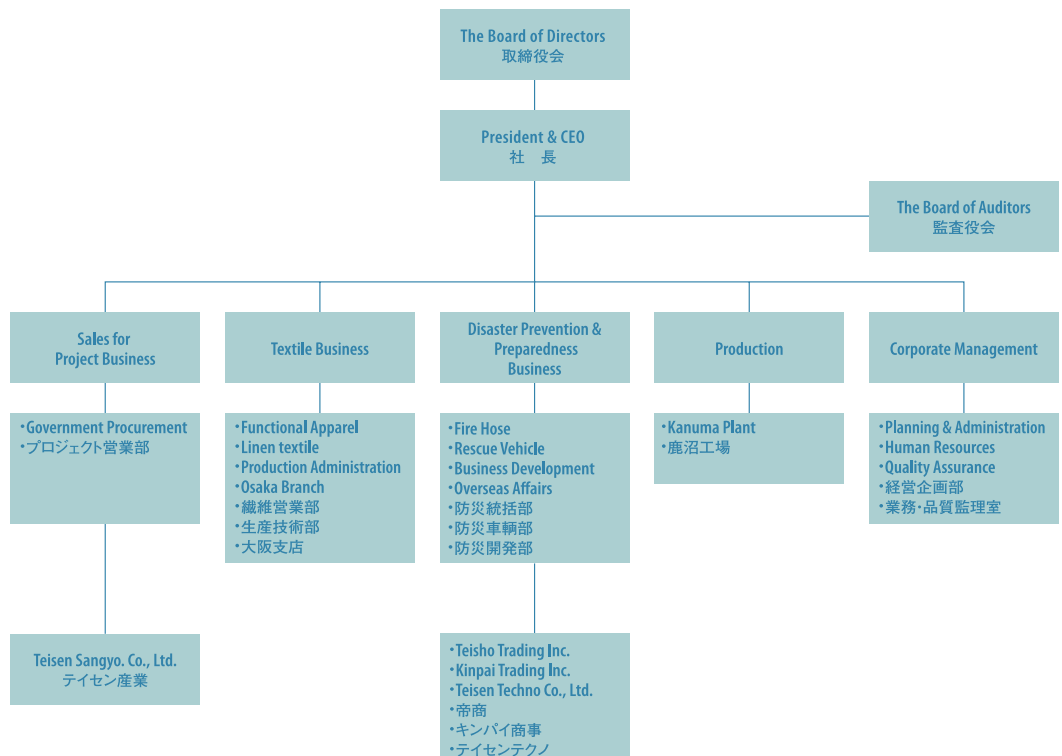 The Board of Directors
取締役会
President & CEO
社　長
The Board of Auditors
監査役会
Sales for
Project Business
Textile Business
Disaster Prevention &
Preparedness
Business
Production
Corporate Management
・Government Procurement
・プロジェクト営業部
・Functional Apparel
・Linen textile
・Production Administration
・Osaka Branch
・繊維営業部
・生産技術部
・大阪支店
・Fire Hose
・Rescue Vehicle
・Business Development
・Overseas Affairs
・防災統括部
・防災車輌部
・防災開発部
・Kanuma Plant
・鹿沼工場
・Planning & Administration
・Human Resources
・Quality Assurance
・経営企画部
・業務・品質監理室
Teisen Sangyo. Co., Ltd.
テイセン産業
・Teisho Trading Inc.
・Kinpai Trading Inc.
・Teisen Techno Co., Ltd.
・帝商
・キンパイ商事
・テイセンテクノ